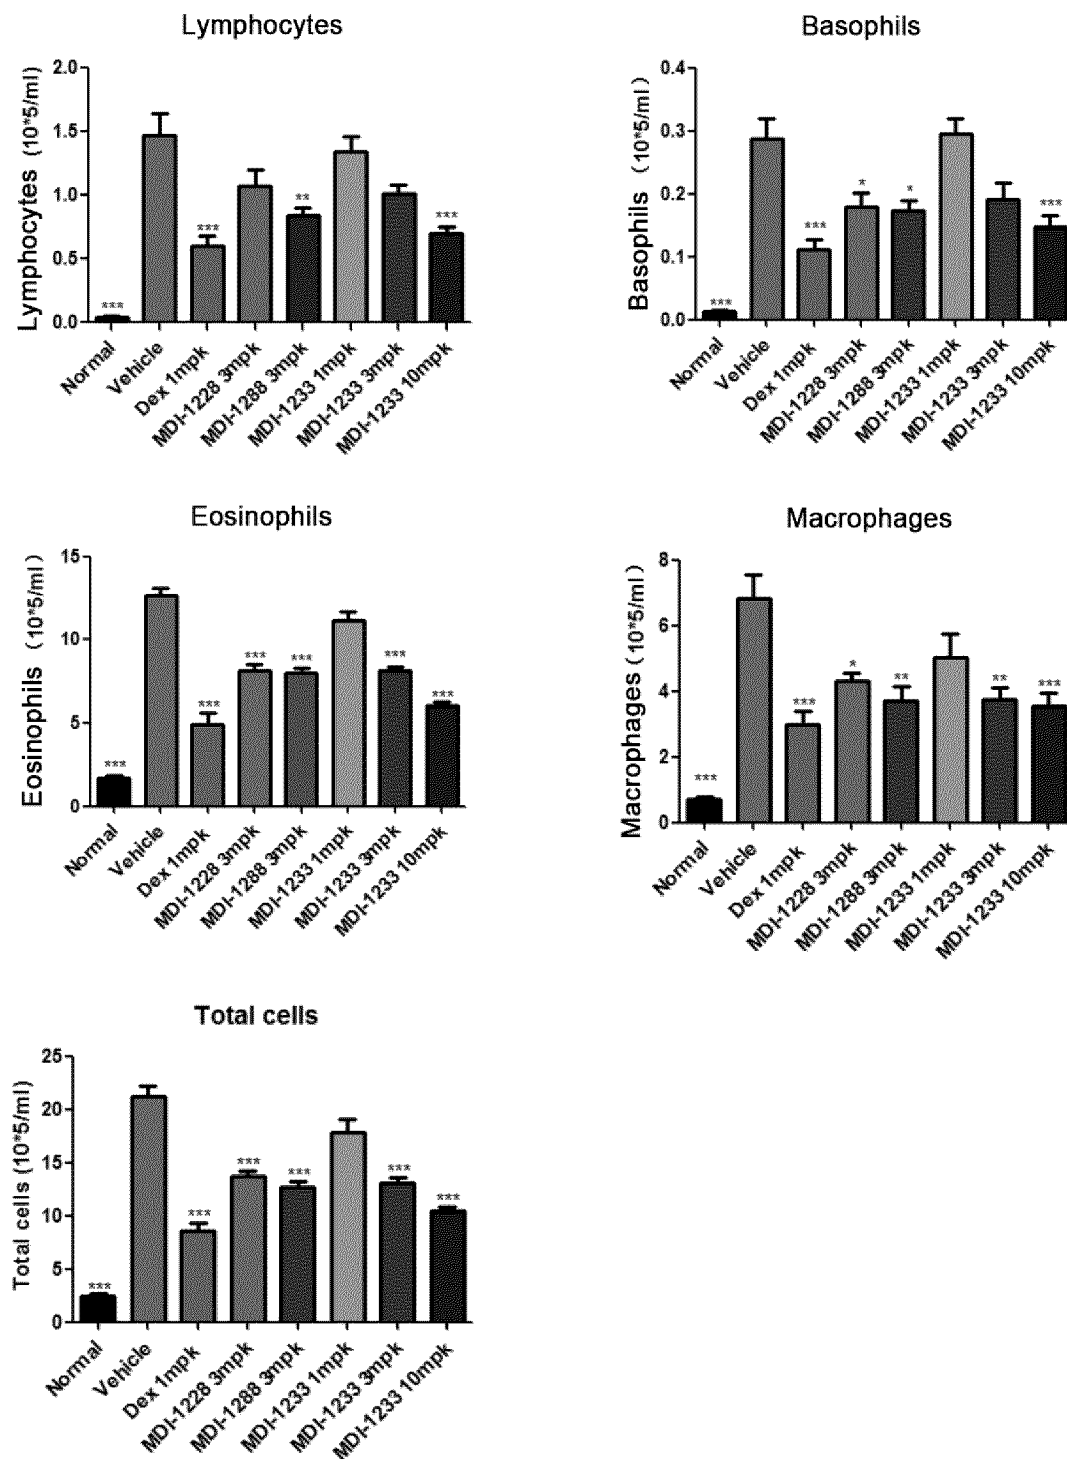 Lymphocytes
Lymphocytes (10*5/ml)
2.0
1.5
1.0
0.5
0.0
***
***
**
***
Normal
Vehicle
Dex 1mpk
MDI-1228 3mpk
MDI-1288 3mpk
MDI-1233 1mpk
MDI-1233 3mpk
MDI-1233 10mpk
Basophils
Basophils (10*5/ml)
0.4
0.3
0.2
0.1
0.0
***
***
*
*
***
Normal
Vehicle
Dex 1mpk
MDI-1228 3mpk
MDI-1288 3mpk
MDI-1233 1mpk
MDI-1233 3mpk
MDI-1233 10mpk
Eosinophils
Eosinophils (10*5/ml)
15
10
5
0
***
***
***
***
***
***
Normal
Vehicle
Dex 1mpk
MDI-1228 3mpk
MDI-1288 3mpk
MDI-1233 1mpk
MDI-1233 3mpk
MDI-1233 10mpk
Macrophages
Macrophages (10*5/ml)
8
6
4
2
0
***
***
*
**
**
***
Normal
Vehicle
Dex 1mpk
MDI-1228 3mpk
MDI-1288 3mpk
MDI-1233 1mpk
MDI-1233 3mpk
MDI-1233 10mpk
Total cells
Total cells (10*5/ml)
25
20
15
10
5
0
***
***
***
***
***
***
Normal
Vehicle
Dex 1mpk
MDI-1228 3mpk
MDI-1288 3mpk
MDI-1233 1mpk
MDI-1233 3mpk
MDI-1233 10mpk